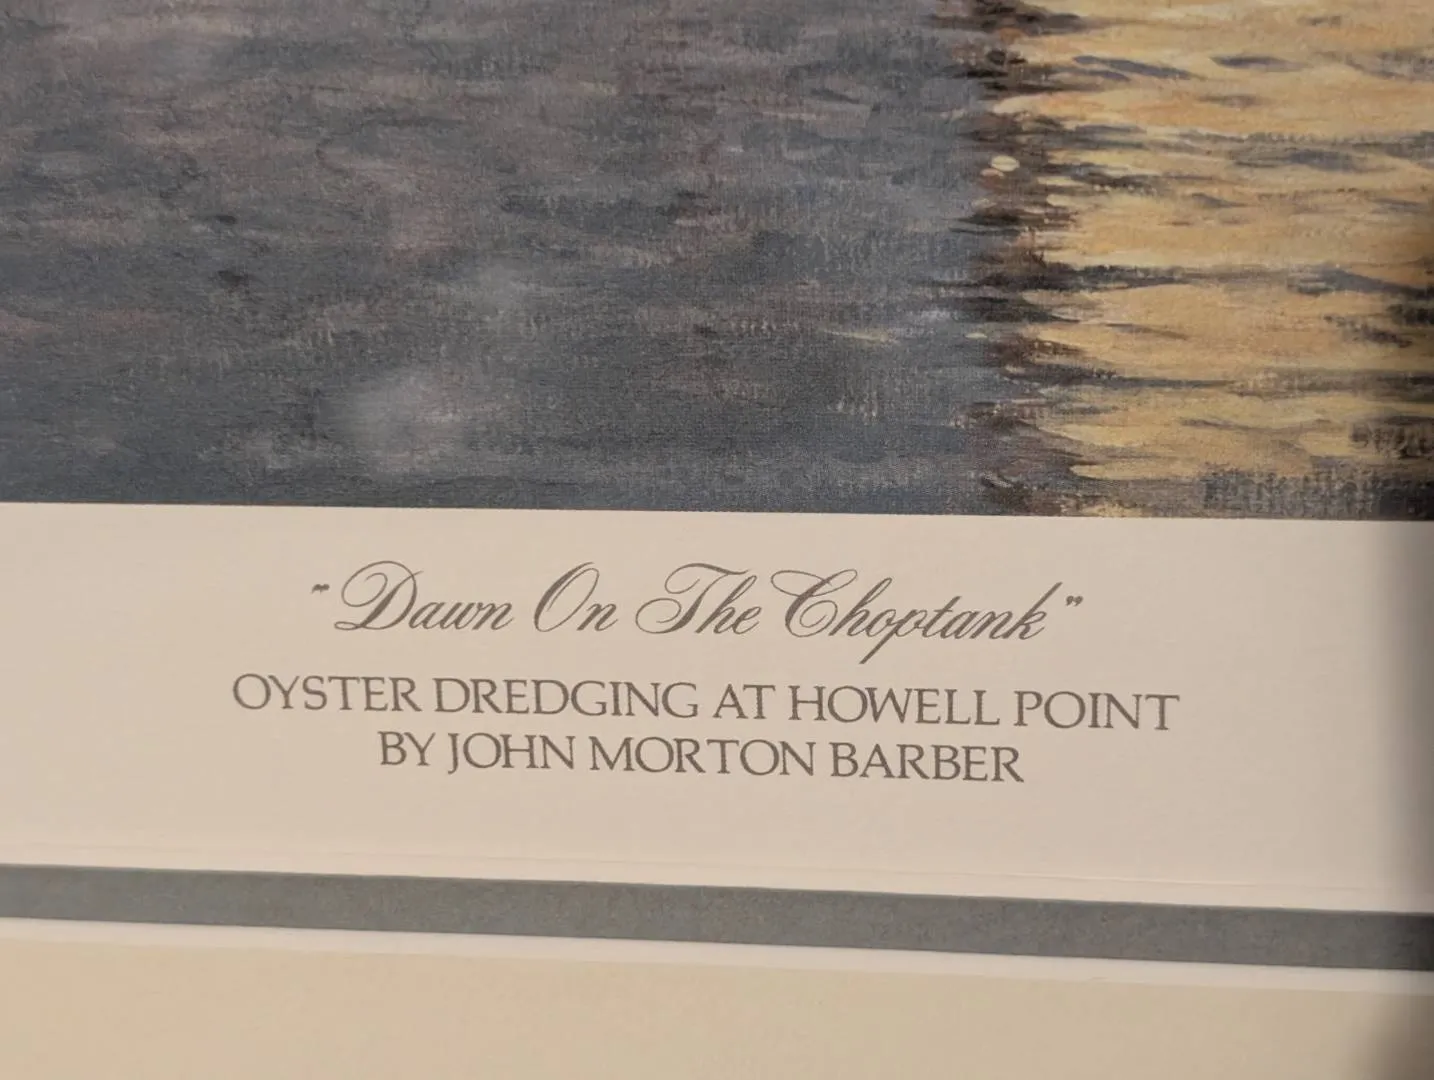 "Dawn On The Choptank"
OYSTER DREDGING AT HOWELL POINT
BY JOHN MORTON BARBER